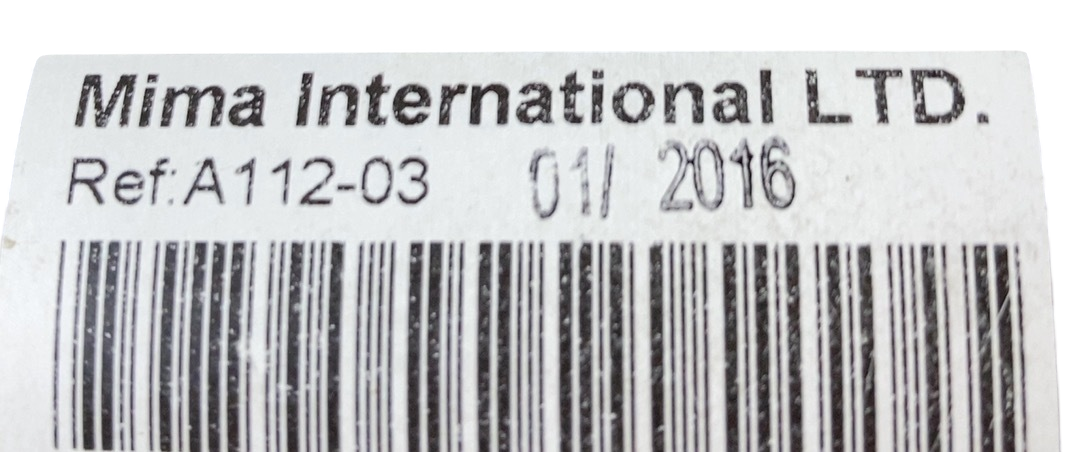 Mima International LTD.
Ref:A112-03 01/ 2016